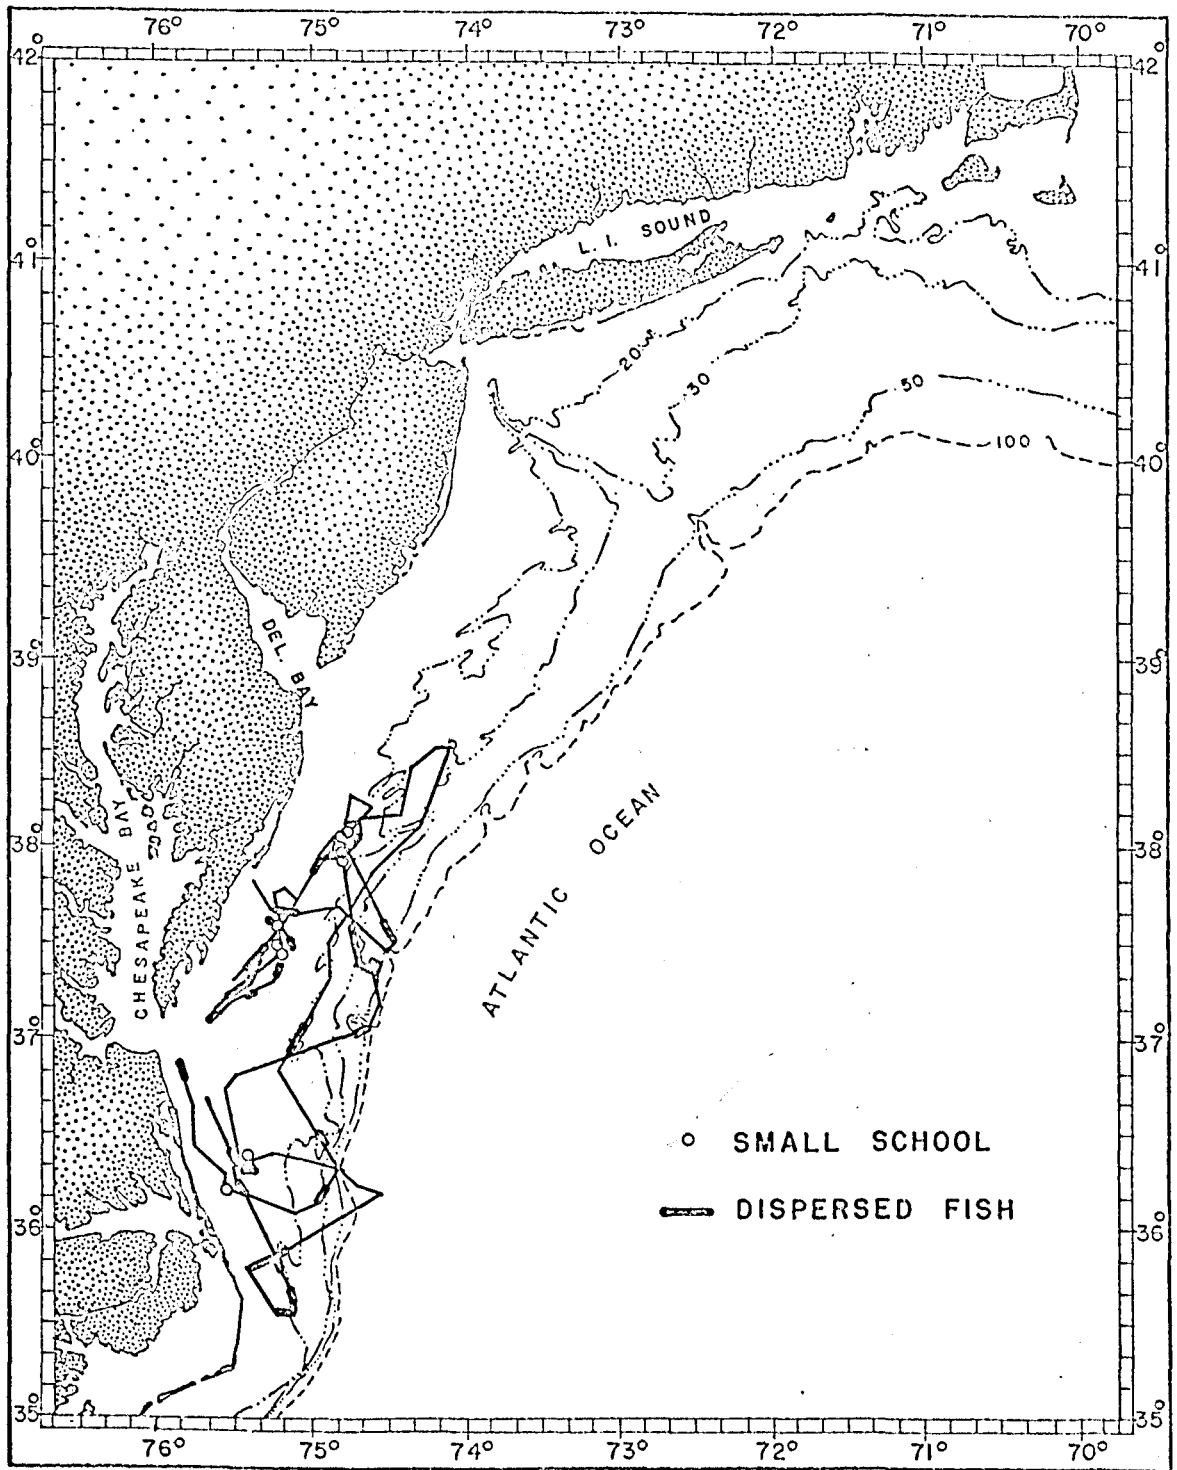 76° 75° 74° 73° 72° 71° 70°
42° 42°
L. I. SOUND
41° 41°
20
30
50
100
40° 40°
DEL. BAY
39° 39°
CHESAPEAKE BAY
38° 38°
ATLANTIC OCEAN
37° 37°
SMALL SCHOOL
DISPERSED FISH
36° 36°
35° 35°
76° 75° 74° 73° 72° 71° 70°